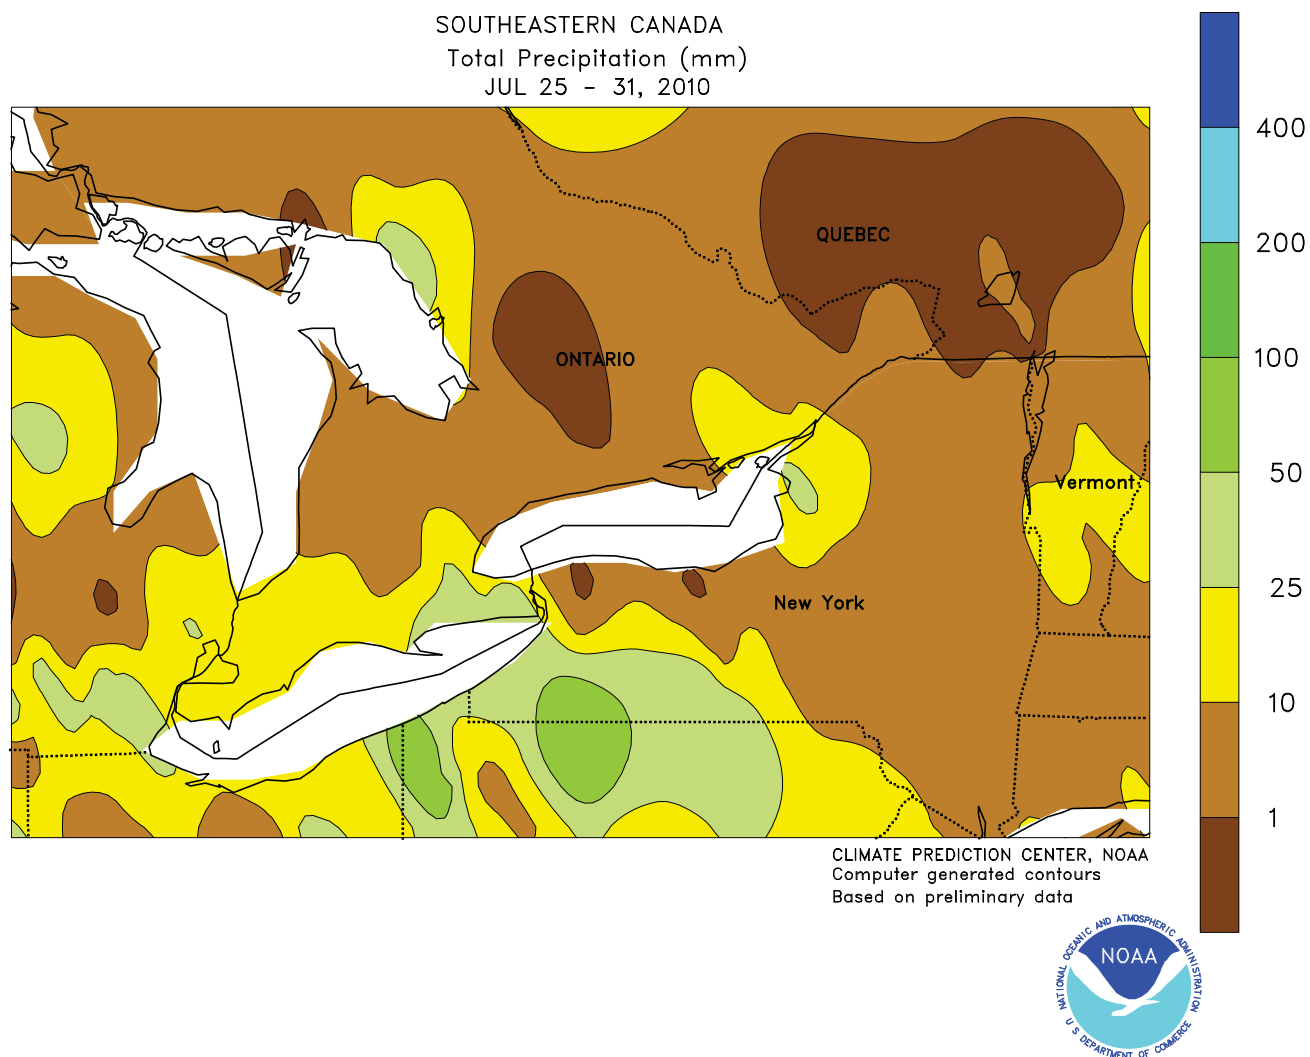 SOUTHEASTERN CANADA
Total Precipitation (mm)
JUL 25 - 31, 2010
400
200
100
50
25
10
1
QUEBEC
ONTARIO
Vermont
New York
CLIMATE PREDICTION CENTER, NOAA
Computer generated contours
Based on preliminary data
NATIONAL OCEANIC AND ATMOSPHERIC ADMINISTRATION
NOAA
U S DEPARTMENT OF COMMERCE